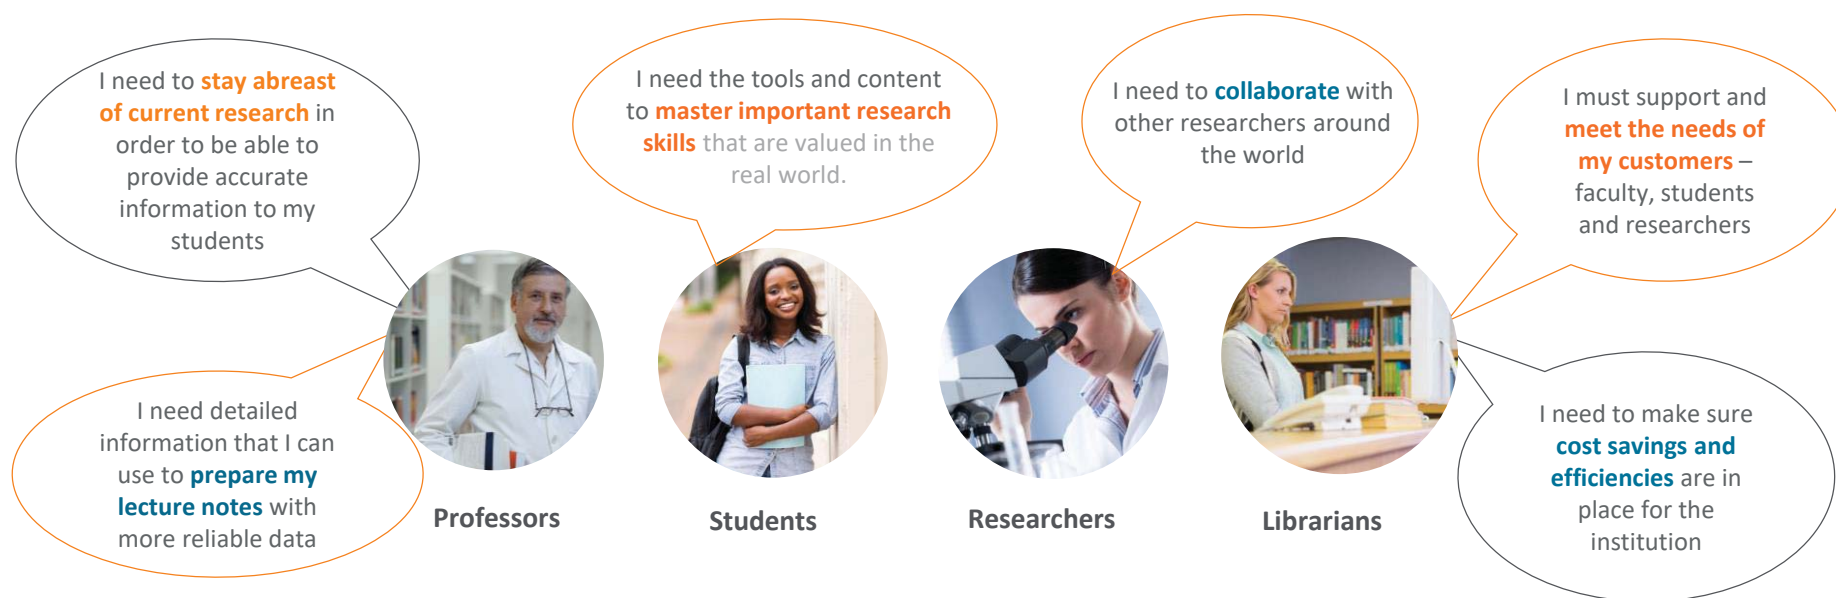 I need to stay abreast
of current research in
order to be able to
provide accurate
information to my
students
I need the tools and content
to master important research
skills that are valued in the
real world.
I need to collaborate with
other researchers around
the world
I must support and
meet the needs of
my customers –
faculty, students
and researchers
I need detailed
information that I can
use to prepare my
lecture notes with
more reliable data
Professors
Students
Researchers
Librarians
I need to make sure
cost savings and
efficiencies are in
place for the
institution